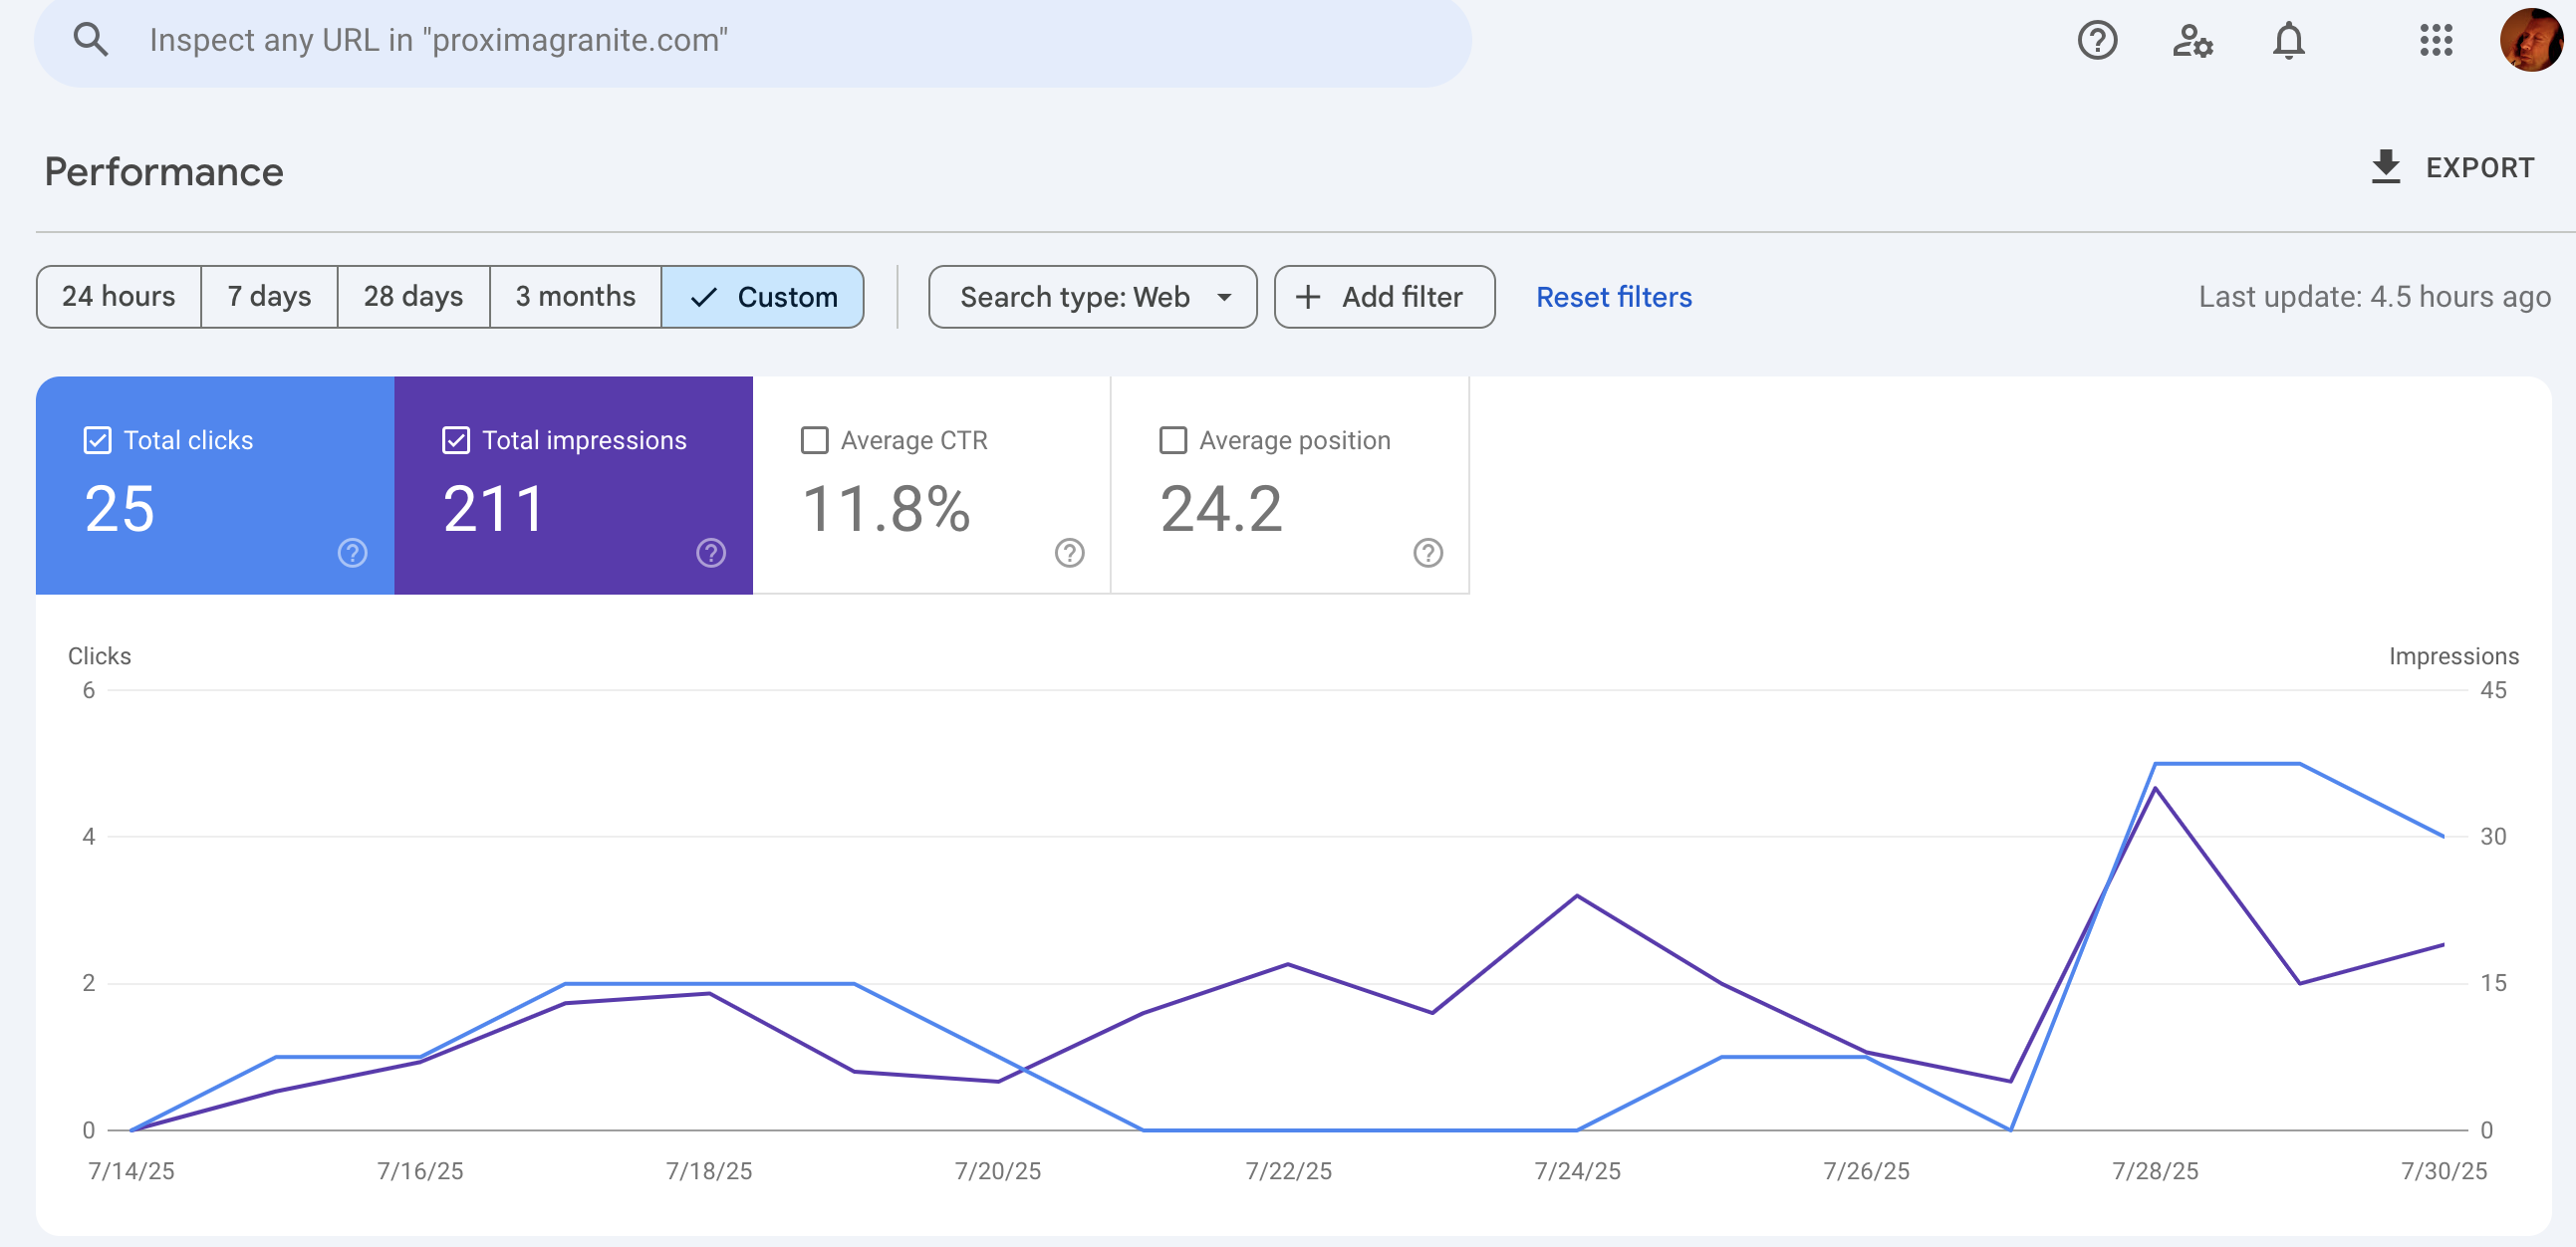 Inspect any URL in "proximagranite.com"
Performance
EXPORT
24 hours
7 days
28 days
3 months
Custom
Search type: Web
Add filter
Reset filters
Last update: 4.5 hours ago
Total clicks
25
Total impressions
211
Average CTR
11.8%
Average position
24.2
Clicks
Impressions
6
45
4
30
2
15
0
0
7/14/25
7/16/25
7/18/25
7/20/25
7/22/25
7/24/25
7/26/25
7/28/25
7/30/25